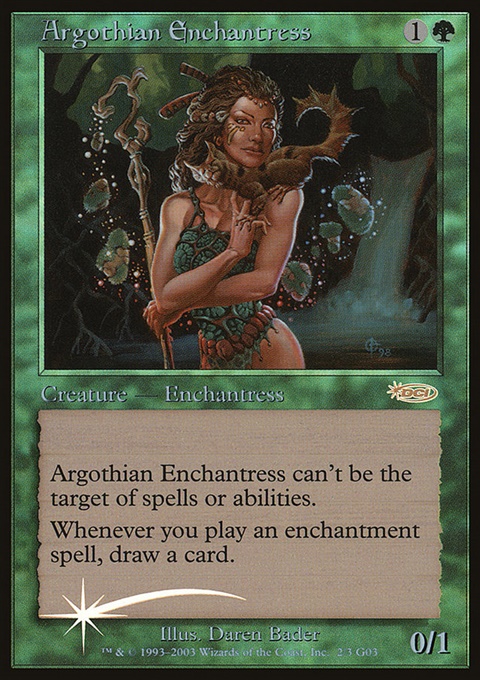 Argothian Enchantress 1
G 98
DCI
Creature — Enchantress
Argothian Enchantress can't be the
target of spells or abilities.
Whenever you play an enchantment
spell, draw a card.
Illus. Daren Bader
™ & © 1993-2003 Wizards of the Coast, Inc. 2/3 G03
0/1